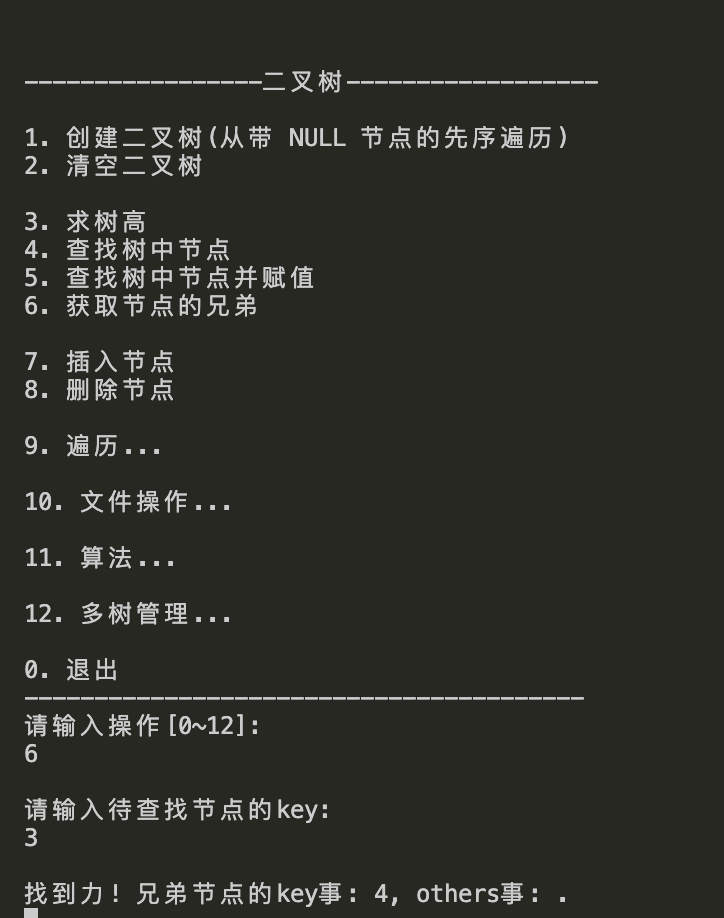 -----------------二叉树------------------
1. 创建二叉树(从带 NULL 节点的先序遍历)
2. 清空二叉树
3. 求树高
4. 查找树中节点
5. 查找树中节点并赋值
6. 获取节点的兄弟
7. 插入节点
8. 删除节点
9. 遍历...
10. 文件操作...
11. 算法...
12. 多树管理...
0. 退出
----------------------------------------
请输入操作[0~12]:
6
请输入待查找节点的key:
3
找到力! 兄弟节点的key事: 4, others事: .